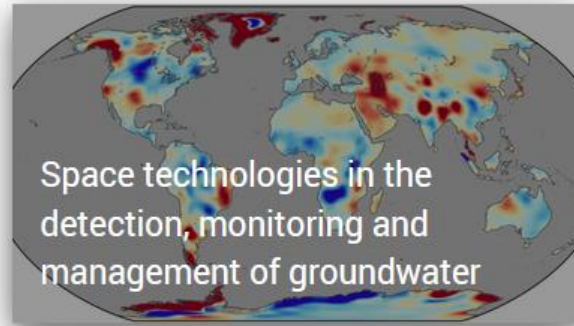 Space technologies in the
detection, monitoring and
management of groundwater